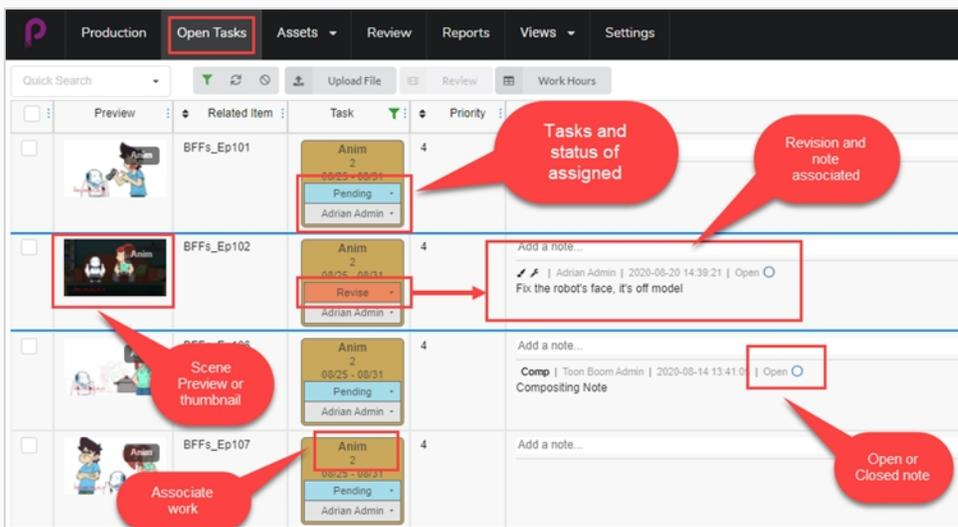 Production Open Tasks Assets Review Reports Views Settings
Quick Search Upload File Review Work Hours
Preview Related Item Task Priority
Tasks and
status of
assigned
Revision and
note
associated
Anim
BFFs_Ep101
Anim
2
08/25 - 08/31
Pending
Adrian Admin
4
Anim
BFFs_Ep102
Anim
2
08/25 - 08/31
Revise
Adrian Admin
4
Add a note...
| Adrian Admin | 2020-08-20 14:39:21 | Open
Fix the robot's face, it's off model
Scene
Preview or
thumbnail
Anim
2
08/25 - 08/31
Pending
Adrian Admin
4
Add a note...
Comp | Toon Boom Admin | 2020-08-14 13:41:0 | Open
Compositing Note
Anim
BFFs_Ep107
Anim
2
08/25 - 08/31
Pending
Adrian Admin
4
Add a note...
Associate
work
Open or
Closed note